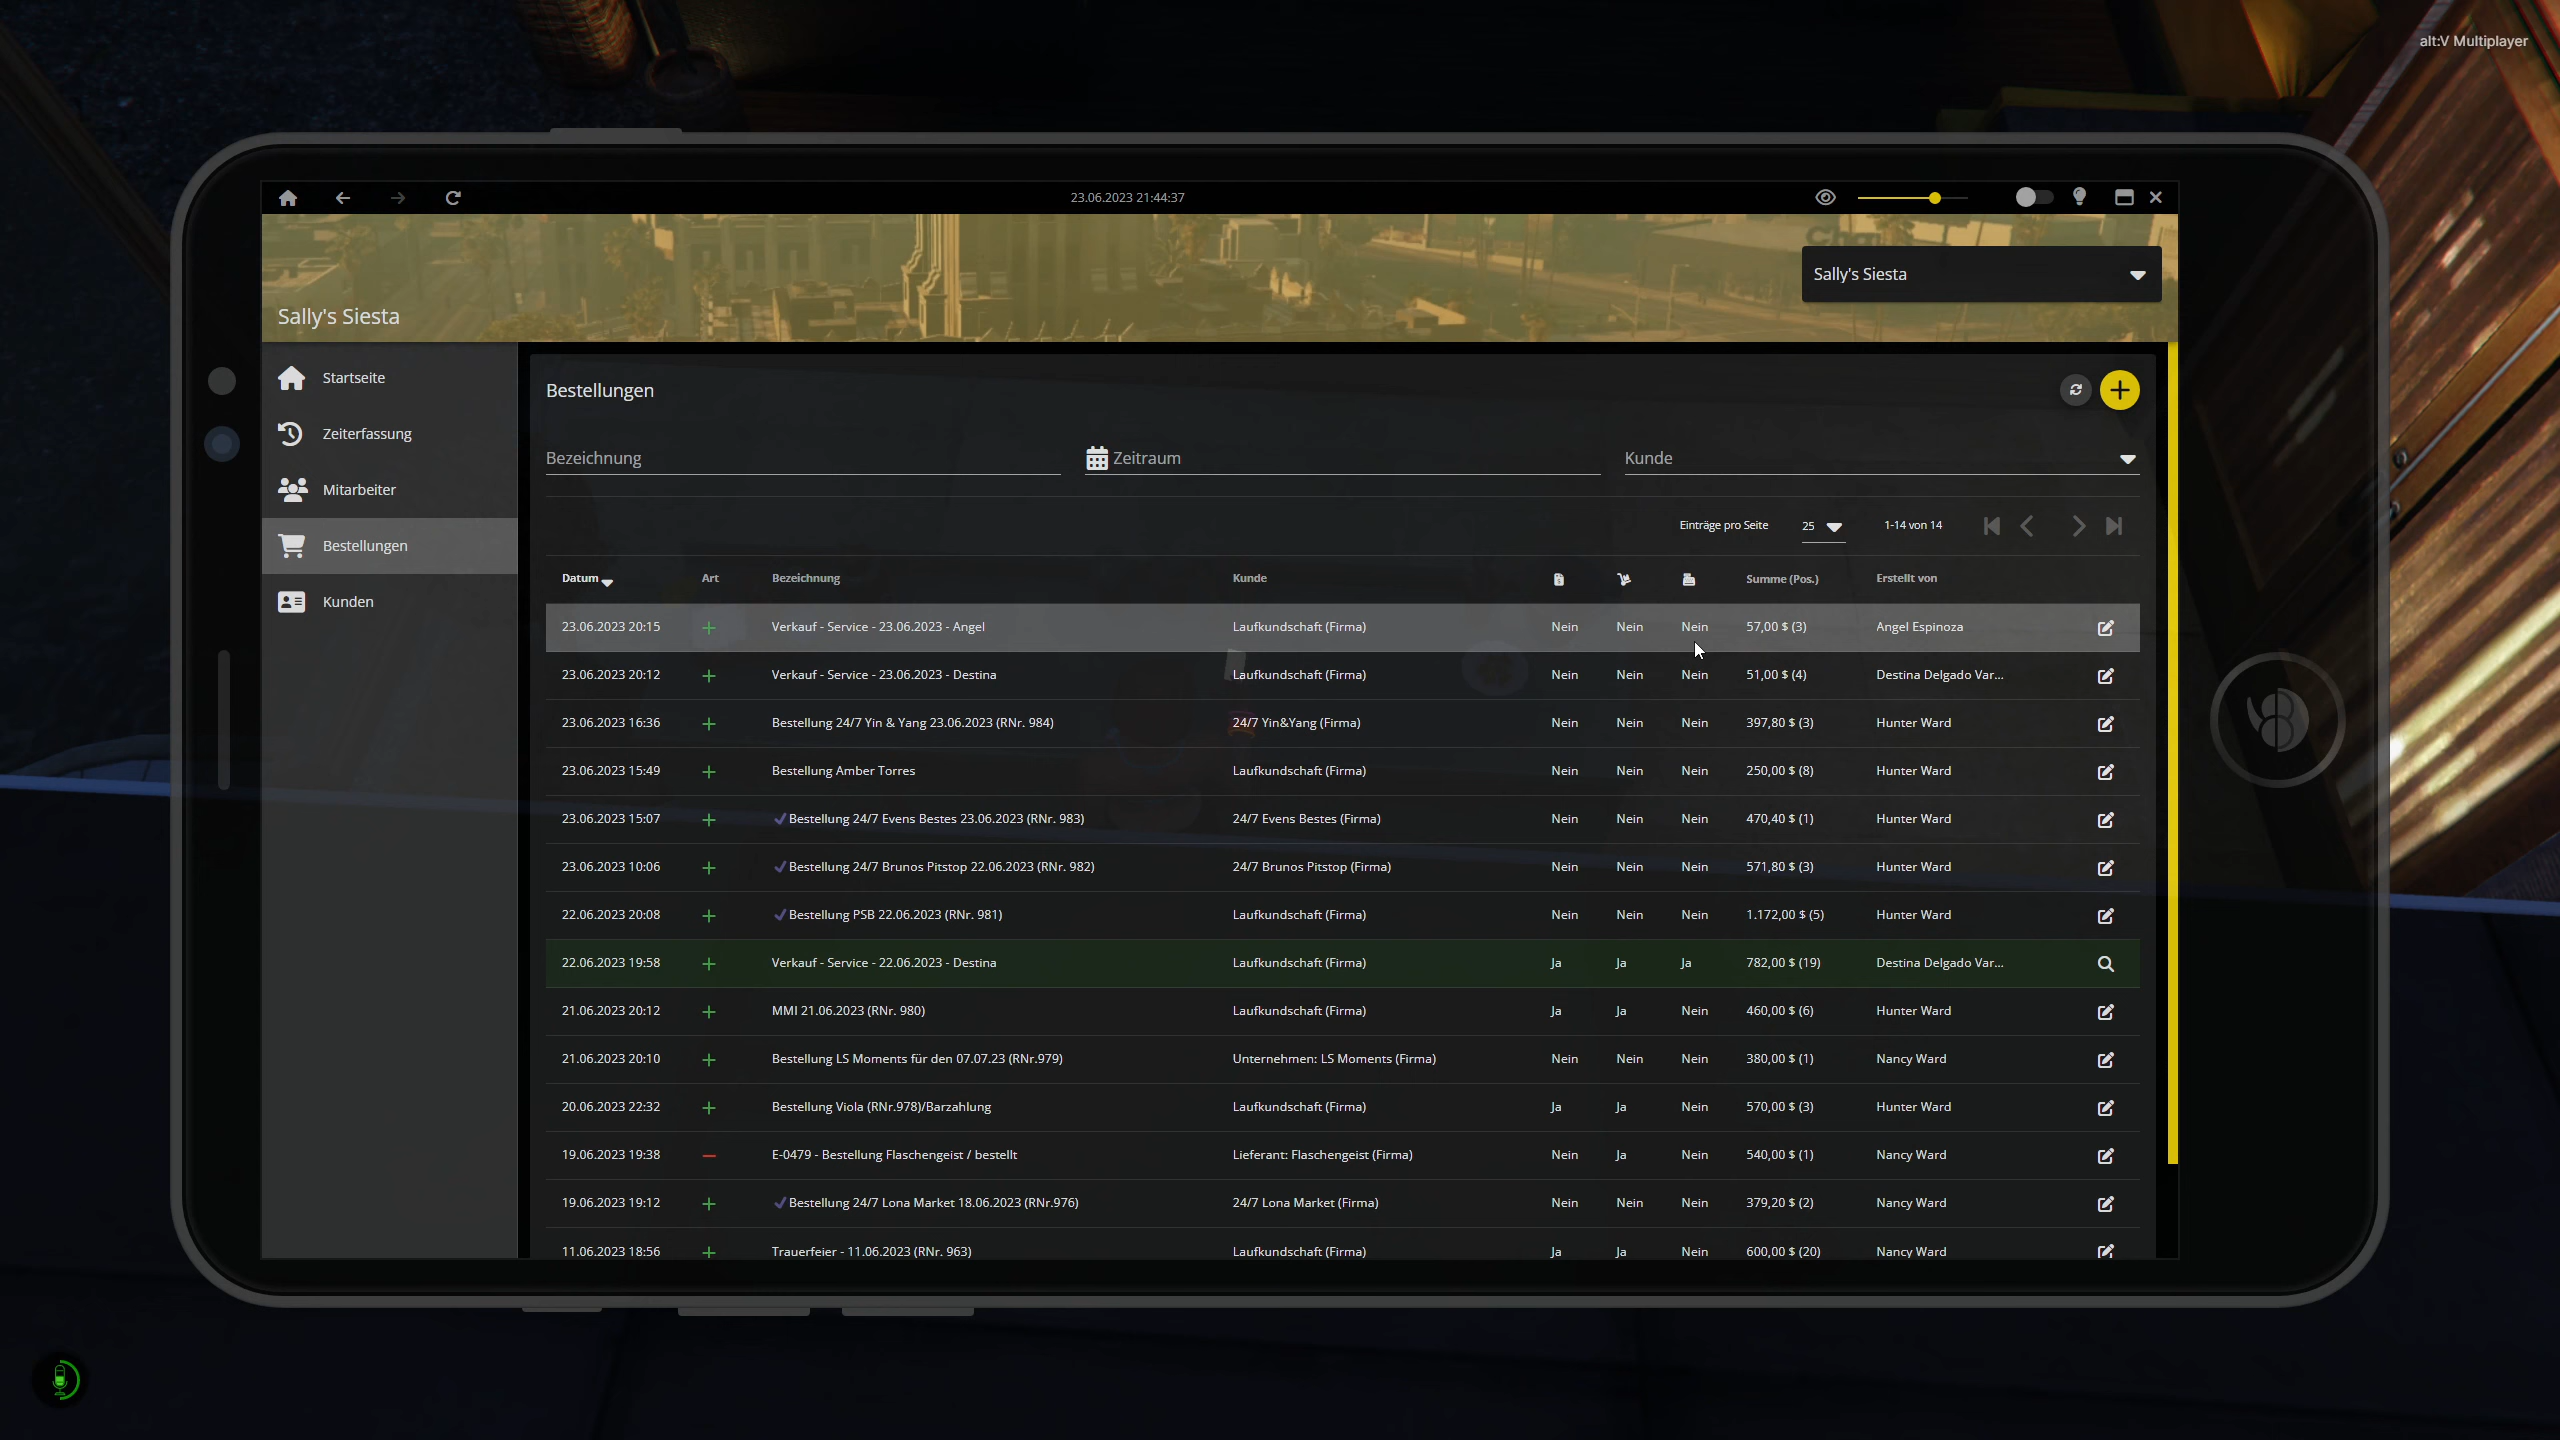 alt:V Multiplayer
23.06.2023 21:44:37
Sally's Siesta
Sally's Siesta
Startseite
Zeiterfassung
Mitarbeiter
Bestellungen
Kunden
Bestellungen
Bezeichnung Zeitraum Kunde
Einträge pro Seite 25 1-14 von 14
Datum Art Bezeichnung Kunde Summe (Pos.) Erstellt von
23.06.2023 20:15 + Verkauf - Service - 23.06.2023 - Angel Laufkundschaft (Firma) Nein Nein Nein 57,00 $ (3) Angel Espinoza
23.06.2023 20:12 + Verkauf - Service - 23.06.2023 - Destina Laufkundschaft (Firma) Nein Nein Nein 51,00 $ (4) Destina Delgado Var...
23.06.2023 16:36 + Bestellung 24/7 Yin & Yang 23.06.2023 (RNr. 984) 24/7 Yin&Yang (Firma) Nein Nein Nein 397,80 $ (3) Hunter Ward
23.06.2023 15:49 + Bestellung Amber Torres Laufkundschaft (Firma) Nein Nein Nein 250,00 $ (8) Hunter Ward
23.06.2023 15:07 + ✓Bestellung 24/7 Evens Bestes 23.06.2023 (RNr. 983) 24/7 Evens Bestes (Firma) Nein Nein Nein 470,40 $ (1) Hunter Ward
23.06.2023 10:06 + ✓Bestellung 24/7 Brunos Pitstop 22.06.2023 (RNr. 982) 24/7 Brunos Pitstop (Firma) Nein Nein Nein 571,80 $ (3) Hunter Ward
22.06.2023 20:08 + ✓Bestellung PSB 22.06.2023 (RNr. 981) Laufkundschaft (Firma) Nein Nein Nein 1.172,00 $ (5) Hunter Ward
22.06.2023 19:58 + Verkauf - Service - 22.06.2023 - Destina Laufkundschaft (Firma) Ja Ja Ja 782,00 $ (19) Destina Delgado Var...
21.06.2023 20:12 + MMI 21.06.2023 (RNr. 980) Laufkundschaft (Firma) Ja Ja Nein 460,00 $ (6) Hunter Ward
21.06.2023 20:10 + Bestellung LS Moments für den 07.07.23 (RNr.979) Unternehmen: LS Moments (Firma) Nein Nein Nein 380,00 $ (1) Nancy Ward
20.06.2023 22:32 + Bestellung Viola (RNr.978)/Barzahlung Laufkundschaft (Firma) Ja Ja Nein 570,00 $ (3) Hunter Ward
19.06.2023 19:38 − E-0479 - Bestellung Flaschengeist / bestellt Lieferant: Flaschengeist (Firma) Nein Ja Nein 540,00 $ (1) Nancy Ward
19.06.2023 19:12 + ✓Bestellung 24/7 Lona Market 18.06.2023 (RNr.976) 24/7 Lona Market (Firma) Nein Nein Nein 379,20 $ (2) Nancy Ward
11.06.2023 18:56 + Trauerfeier - 11.06.2023 (RNr. 963) Laufkundschaft (Firma) Ja Ja Nein 600,00 $ (20) Nancy Ward